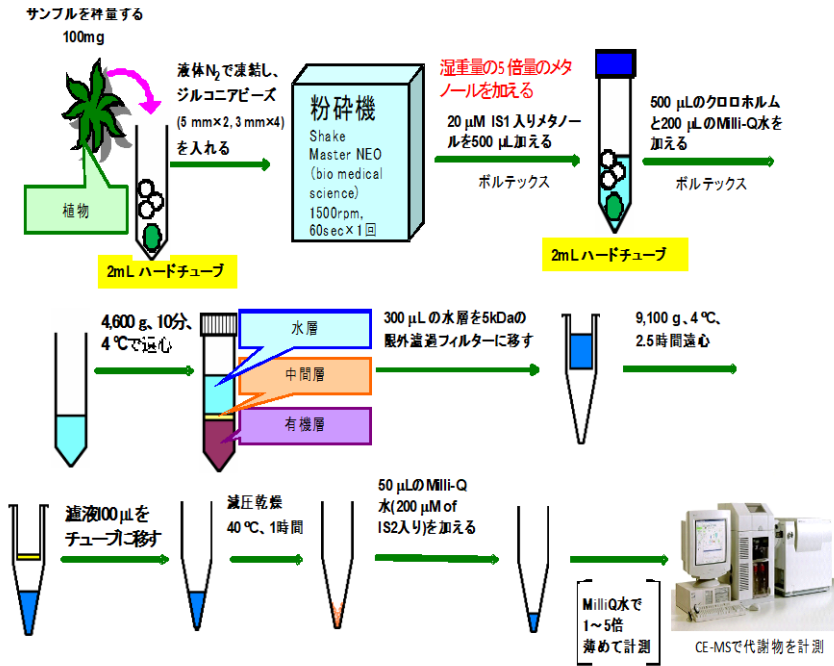 サンプルを秤量する
100mg
植物
2mL ハードチューブ
液体N₂で凍結し、
ジルコニアビーズ
(5 mm×2, 3 mm×4)
を入れる
粉砕機
Shake
Master NEO
(bio medical
science)
1500rpm,
60sec×1回
湿重量の5倍量のメタ
ノールを加える
20 μM IS1 入りメタノー
ルを500 μL加える
ボルテックス
2mL ハードチューブ
500 μLのクロロホルム
と200 μLのMilli-Q水を
加える
ボルテックス
4,600 g、10分、
4 ℃で遠心
水層
中間層
有機層
300 μLの水層を5kDaの
限外濾過フィルターに移す
9,100 g、4 ℃、
2.5時間遠心
濾液100 μLを
チューブに移す
減圧乾燥
40 ℃、1時間
50 μLのMilli-Q
水(200 μM of
IS2入り)を加える
MilliQ水で
1～5倍
薄めて計測
CE-MSで代謝物を計測